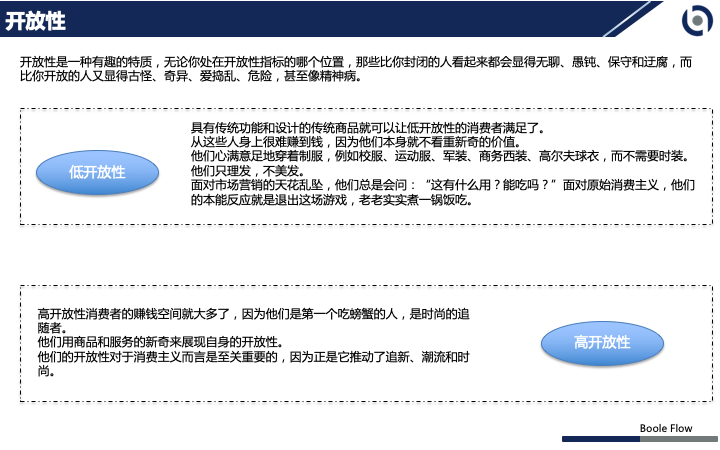 开放性
开放性是一种有趣的特质，无论你处在开放性指标的哪个位置，那些比你封闭的人看起来都会显得无聊、愚钝、保守和迂腐，而
比你开放的人又显得古怪、奇异、爱捣乱、危险，甚至像精神病。
具有传统功能和设计的传统商品就可以让低开放性的消费者满足了。
从这些人身上很难赚到钱，因为他们本身就不看重新奇的价值。
他们心满意足地穿着制服，例如校服、运动服、军装、商务西装、高尔夫球衣，而不需要时装。
他们只理发，不美发。
面对市场营销的天花乱坠，他们总是会问：“这有什么用？能吃吗？”面对原始消费主义，他们
的本能反应就是退出这场游戏，老老实实煮一锅饭吃。
低开放性
高开放性消费者的赚钱空间就大多了，因为他们是第一个吃螃蟹的人，是时尚的追
随者。
他们用商品和服务的新奇来展现自身的开放性。
他们的开放性对于消费主义而言是至关重要的，因为正是它推动了追新、潮流和时
尚。
高开放性
Boole Flow